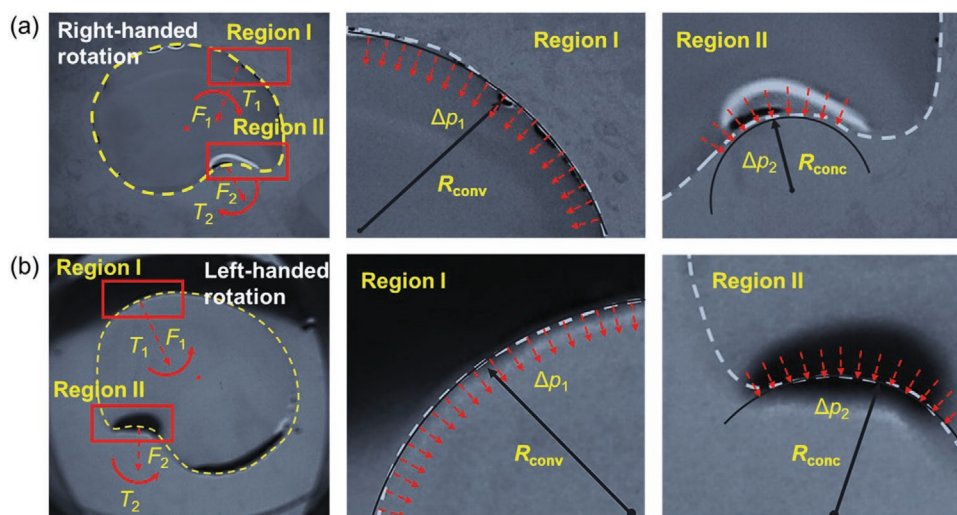 (a)
Right-handed
rotation
Region I
T1
F1
Region II
F2
T2
Region I
Δp1
Rconv
Region II
Δp2
Rconc
(b)
Region I
Left-handed
rotation
T1
F1
Region II
F2
T2
Region I
Δp1
Rconv
Region II
Δp2
Rconc